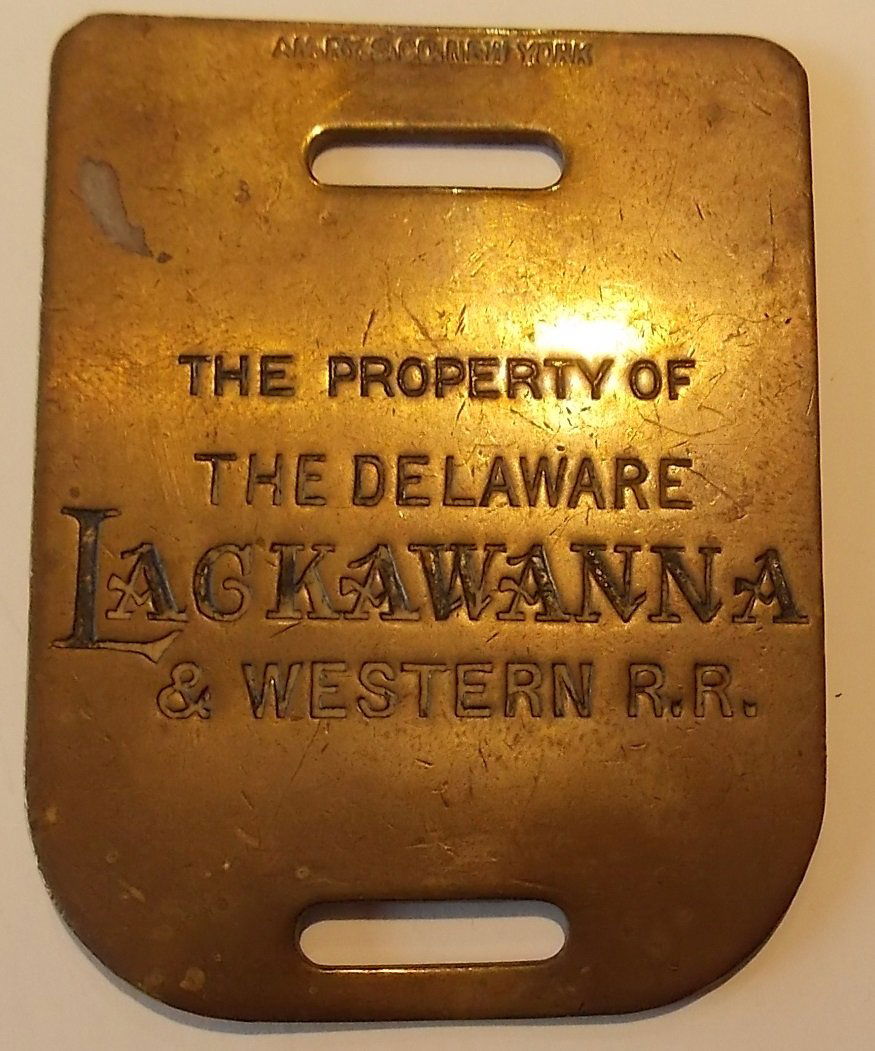 AM. RY. S. CO. NEW YORK
THE PROPERTY OF
THE DELAWARE
LACKAWANNA
& WESTERN R.R.